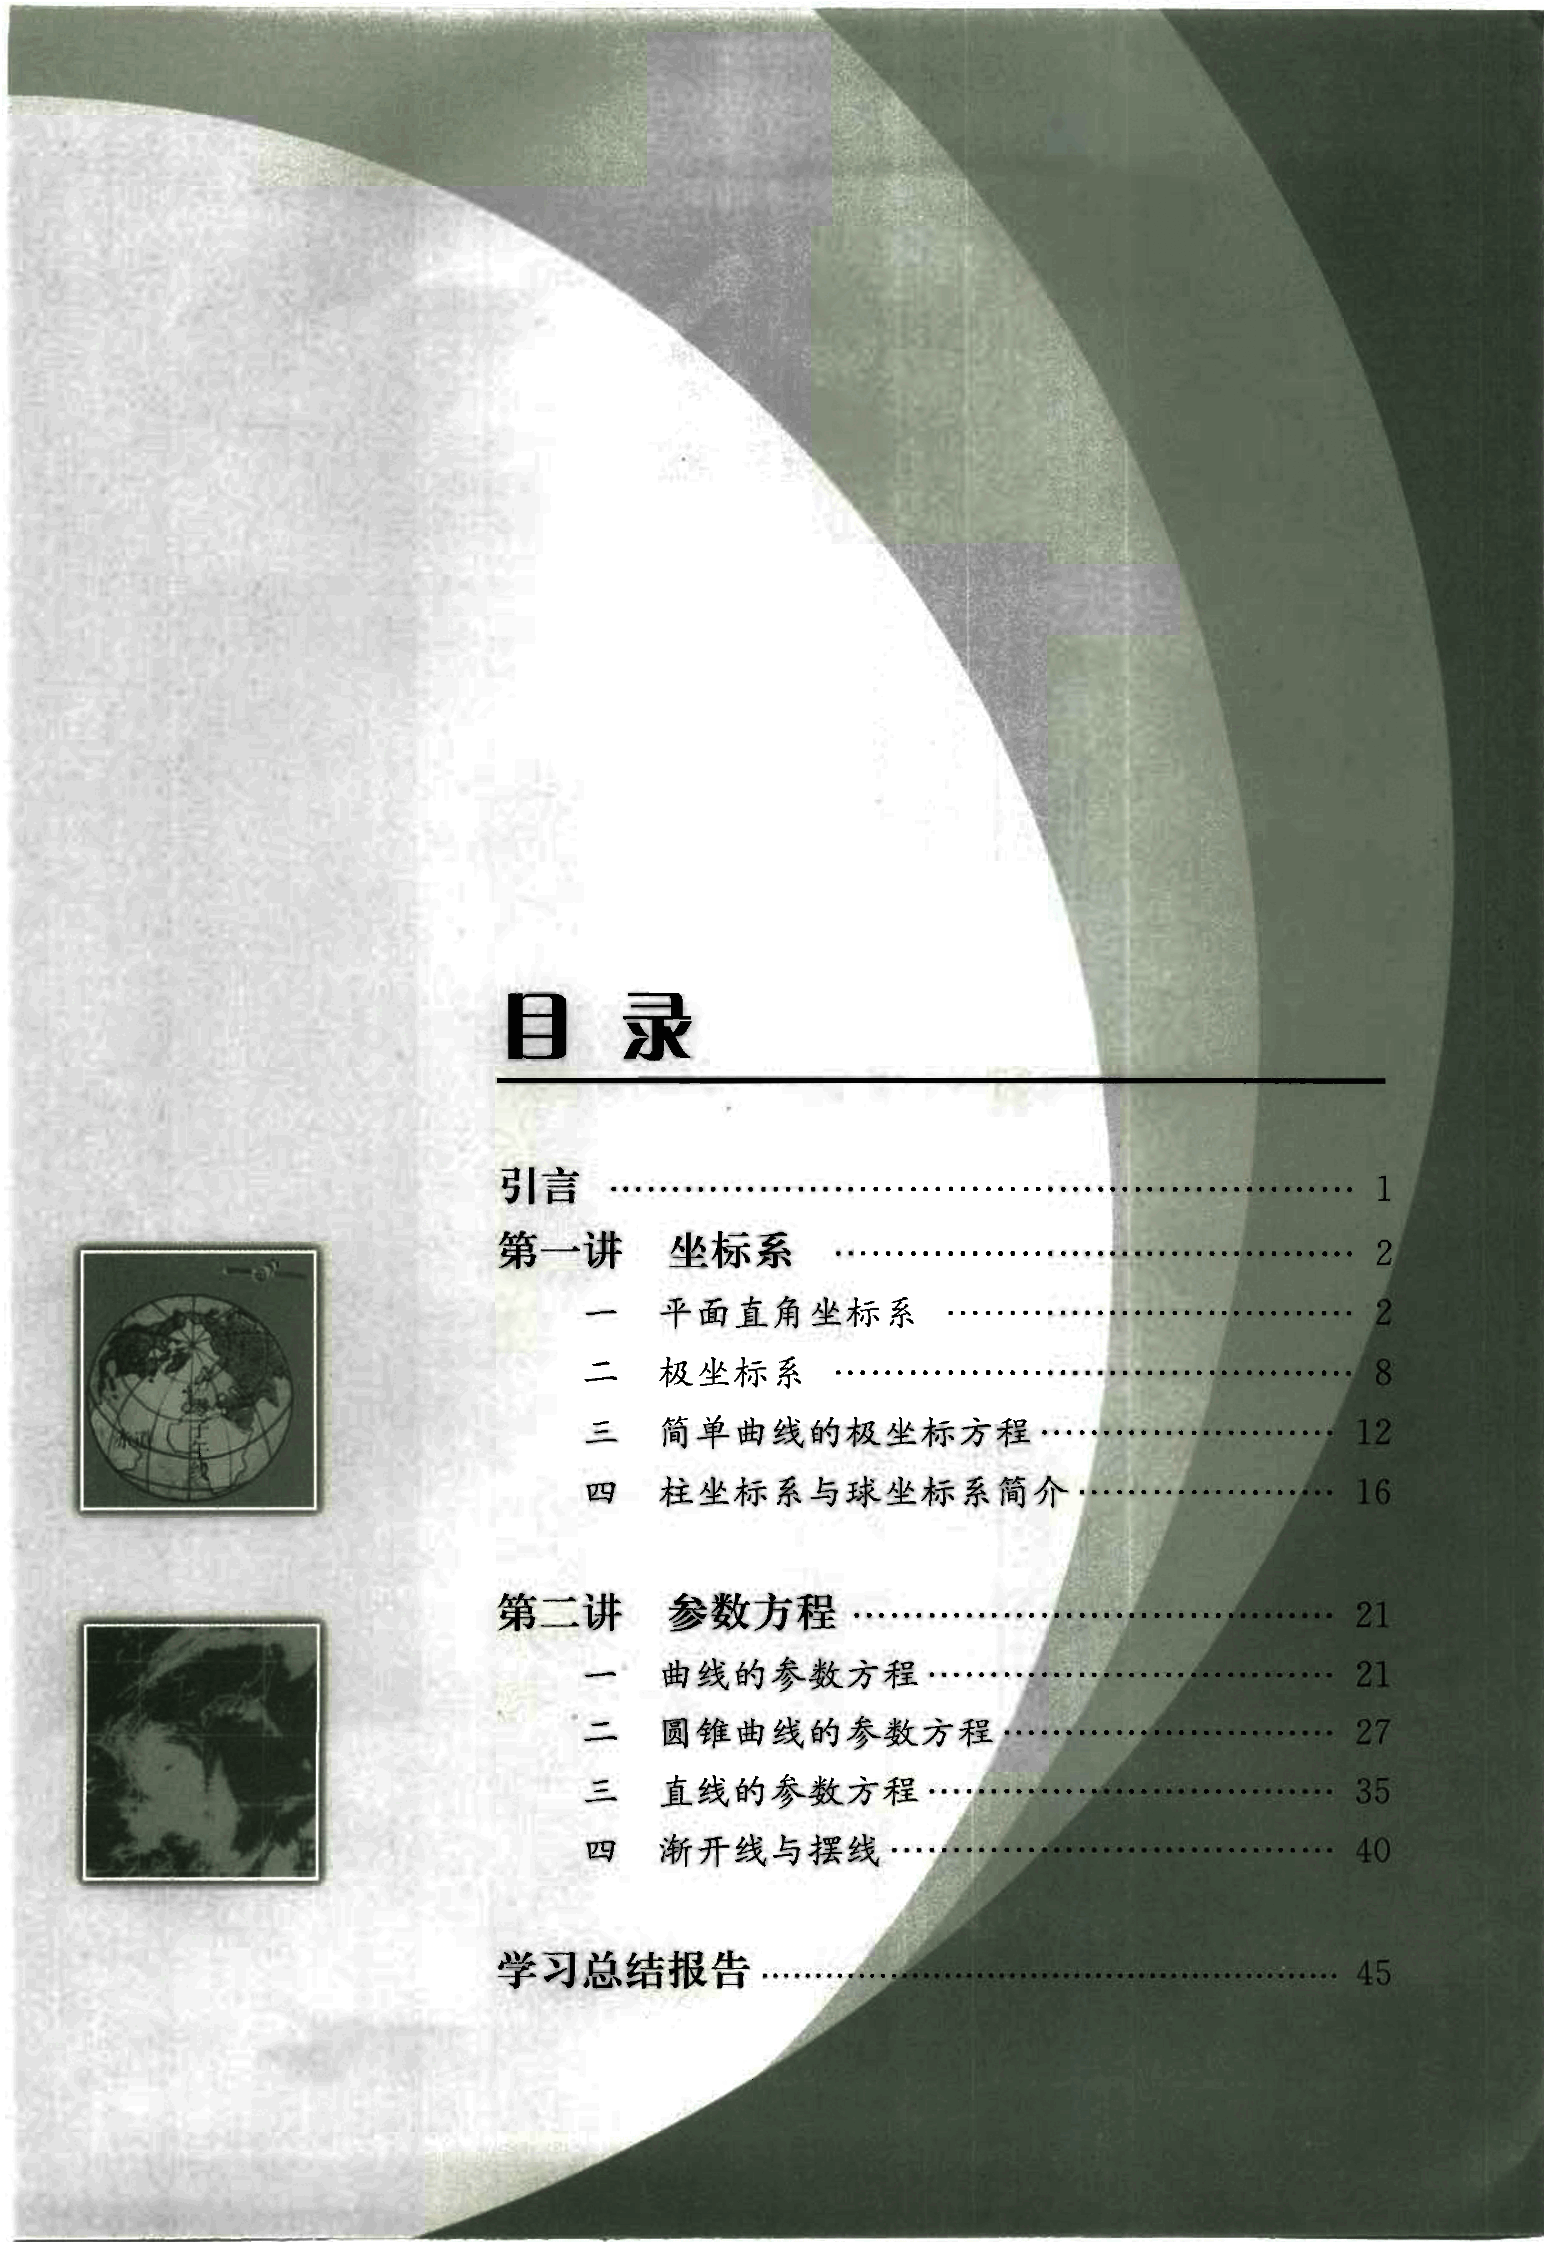 目 录
引言 …………………………………………………… 1
第一讲 坐标系 …………………………………… 2
一 平面直角坐标系 …………………………… 2
二 极坐标系 …………………………………… 8
三 简单曲线的极坐标方程…………………… 12
四 柱坐标系与球坐标系简介………………… 16
第二讲 参数方程 ………………………………… 21
一 曲线的参数方程…………………………… 21
二 圆锥曲线的参数方程……………………… 27
三 直线的参数方程…………………………… 35
四 渐开线与摆线……………………………… 40
学习总结报告 ……………………………………… 45
赤道